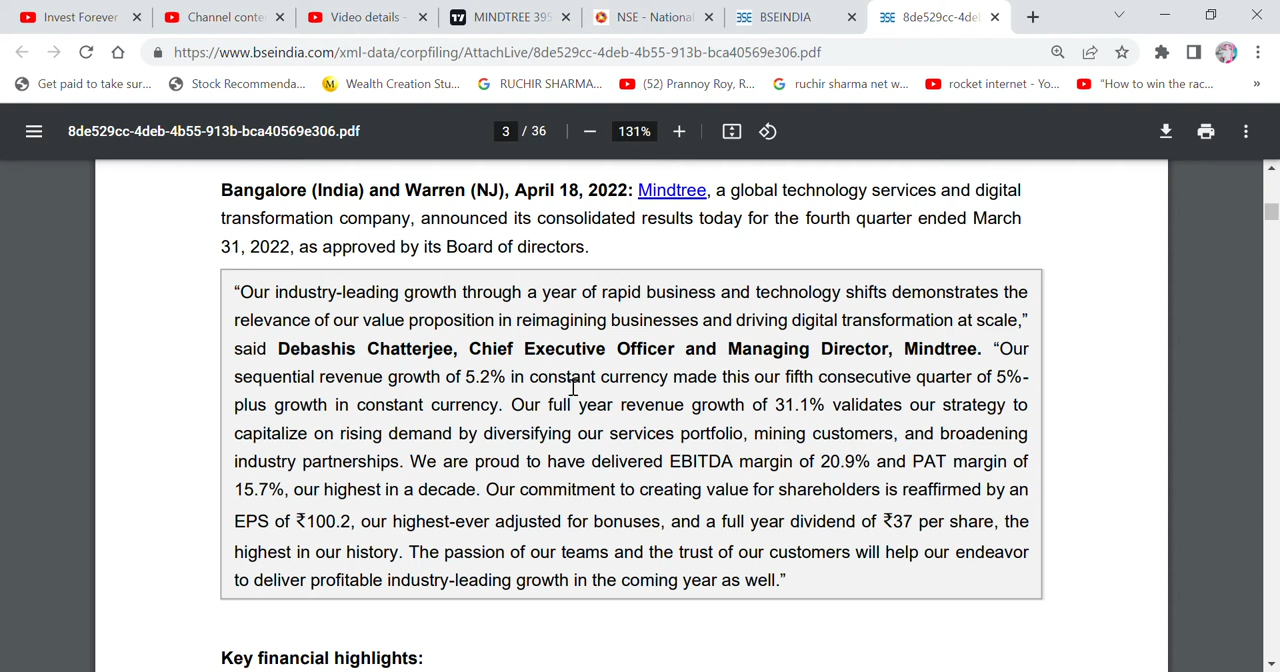 Invest Forever
Channel conte
Video details -
MINDTREE 395
NSE - National
BSEINDIA
8de529cc-4de
https://www.bseindia.com/xml-data/corpfiling/AttachLive/8de529cc-4deb-4b55-913b-bca40569e306.pdf
Get paid to take sur...
Stock Recommenda...
Wealth Creation Stu...
RUCHIR SHARMA...
(52) Prannoy Roy, R...
ruchir sharma net w...
rocket internet - Yo...
"How to win the rac...
8de529cc-4deb-4b55-913b-bca40569e306.pdf
3 / 36
131%
Bangalore (India) and Warren (NJ), April 18, 2022: Mindtree, a global technology services and digital
transformation company, announced its consolidated results today for the fourth quarter ended March
31, 2022, as approved by its Board of directors.
“Our industry-leading growth through a year of rapid business and technology shifts demonstrates the
relevance of our value proposition in reimagining businesses and driving digital transformation at scale,”
said Debashis Chatterjee, Chief Executive Officer and Managing Director, Mindtree. “Our
sequential revenue growth of 5.2% in constant currency made this our fifth consecutive quarter of 5%-
plus growth in constant currency. Our full year revenue growth of 31.1% validates our strategy to
capitalize on rising demand by diversifying our services portfolio, mining customers, and broadening
industry partnerships. We are proud to have delivered EBITDA margin of 20.9% and PAT margin of
15.7%, our highest in a decade. Our commitment to creating value for shareholders is reaffirmed by an
EPS of ₹100.2, our highest-ever adjusted for bonuses, and a full year dividend of ₹37 per share, the
highest in our history. The passion of our teams and the trust of our customers will help our endeavor
to deliver profitable industry-leading growth in the coming year as well.”
Key financial highlights: